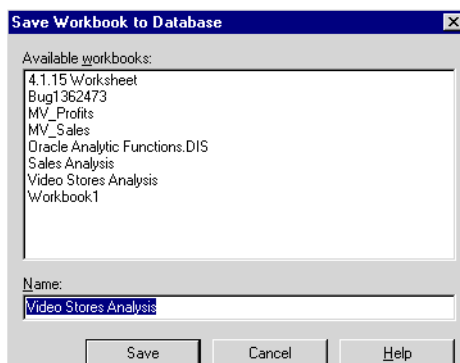 Save Workbook to Database
Available workbooks:
4.1.15 Worksheet
Bug1362473
MV_Profits
MV_Sales
Oracle Analytic Functions.DIS
Sales Analysis
Video Stores Analysis
Workbook1
Name:
Video Stores Analysis
Save Cancel Help